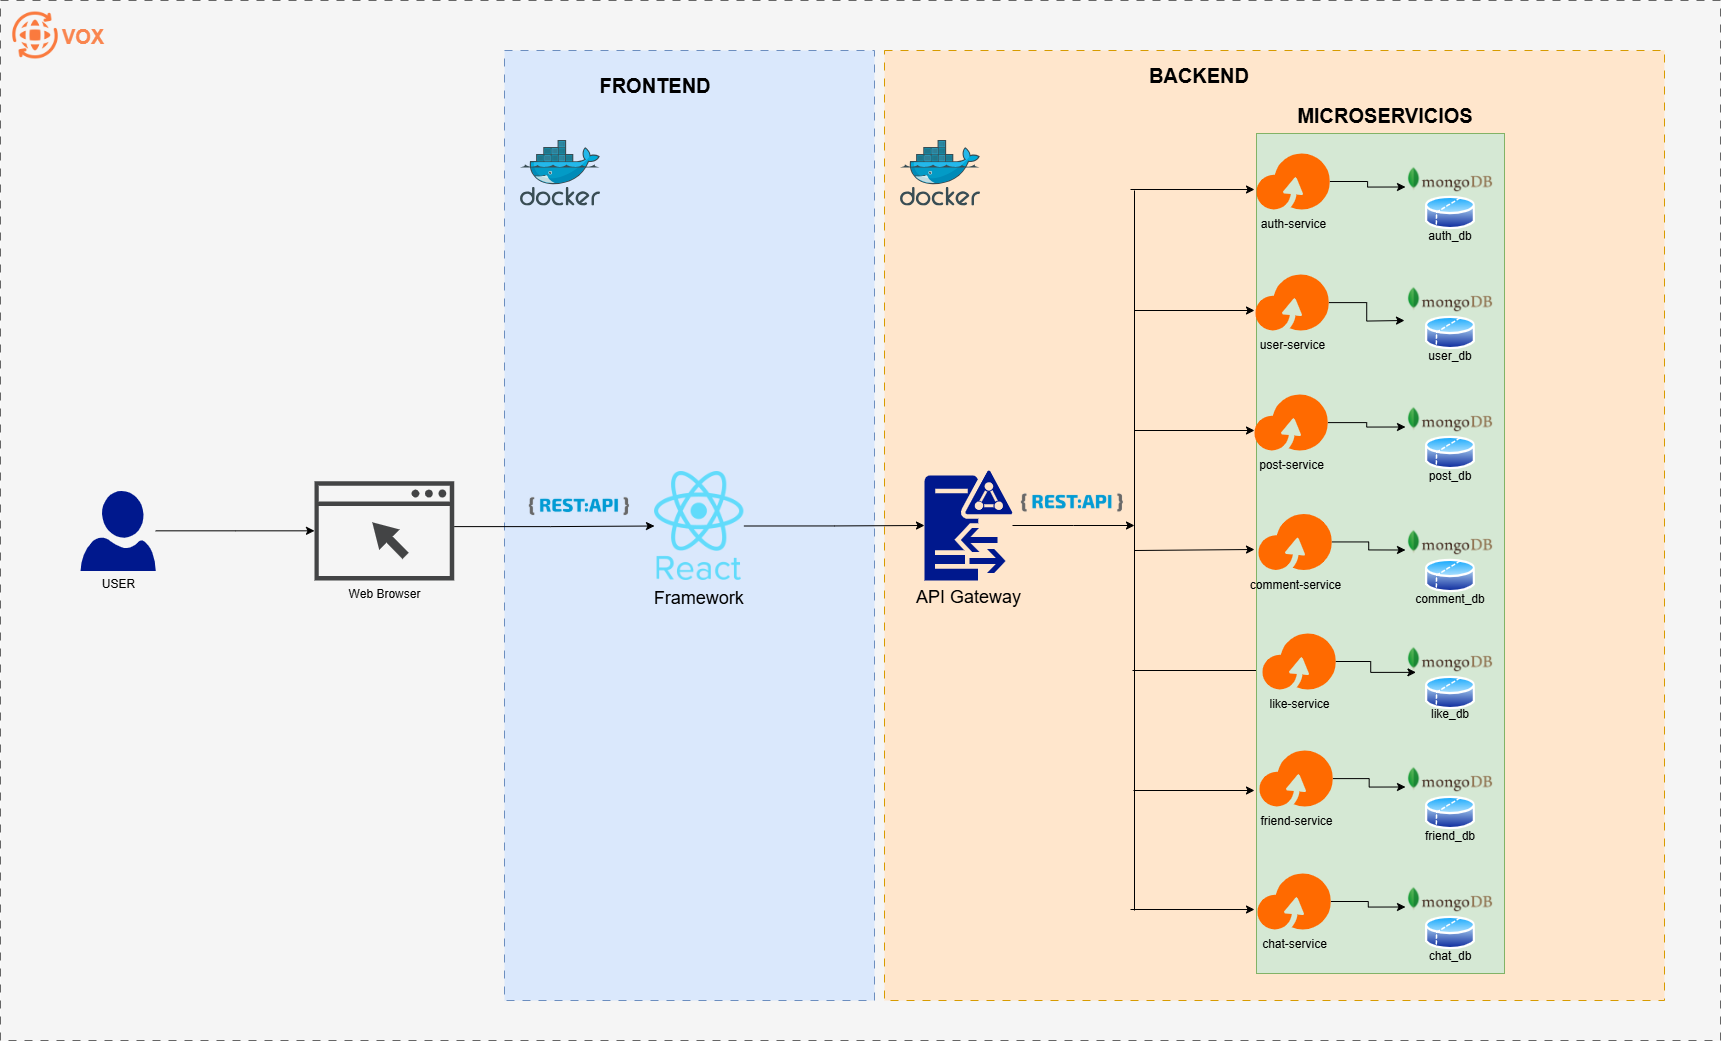 VOX
FRONTEND
BACKEND
MICROSERVICIOS
docker
docker
auth-service
mongoDB
auth_db
user-service
mongoDB
user_db
post-service
mongoDB
post_db
{ REST:API }
{ REST:API }
React
Framework
API Gateway
USER
Web Browser
comment-service
mongoDB
comment_db
like-service
mongoDB
like_db
friend-service
mongoDB
friend_db
chat-service
mongoDB
chat_db